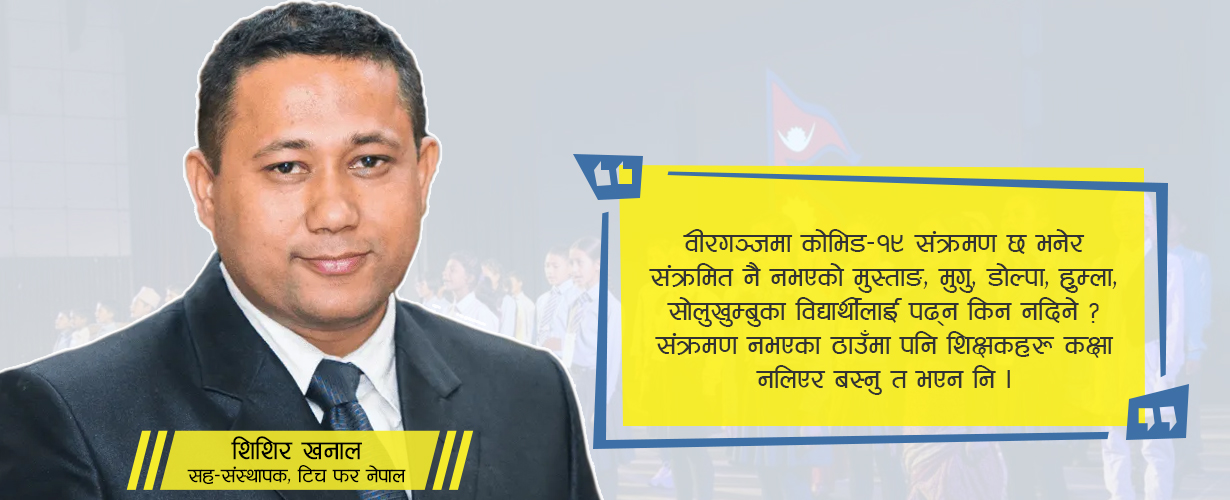 वीरगञ्जमा कोभिड-१९ संक्रमण छ भनेर
संक्रमित नै नभएको मुस्ताङ, मुगु, डोल्पा, हुम्ला,
सोलुखुम्बुका विद्यार्थीलाई पढ्न किन नदिने ?
संक्रमण नभएका ठाउँमा पनि शिक्षकहरू कक्षा
नलिएर बस्नु त भएन नि ।
शिशिर खनाल
सह-संस्थापक, टिच फर नेपाल